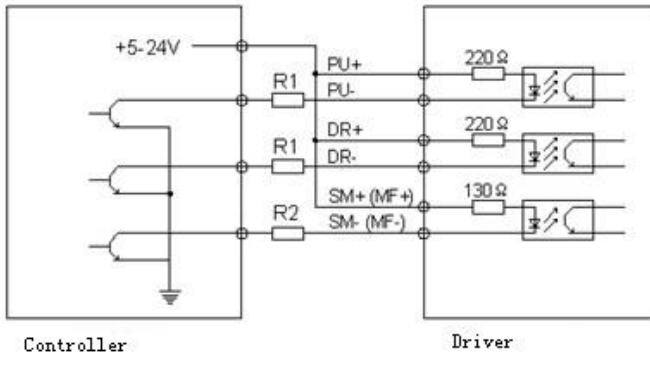 +5-24V
PU+
220Ω
R1
PU-
DR+
220Ω
R1
DR-
SM+ (MF+)
130Ω
R2
SM- (MF-)
Controller
Driver